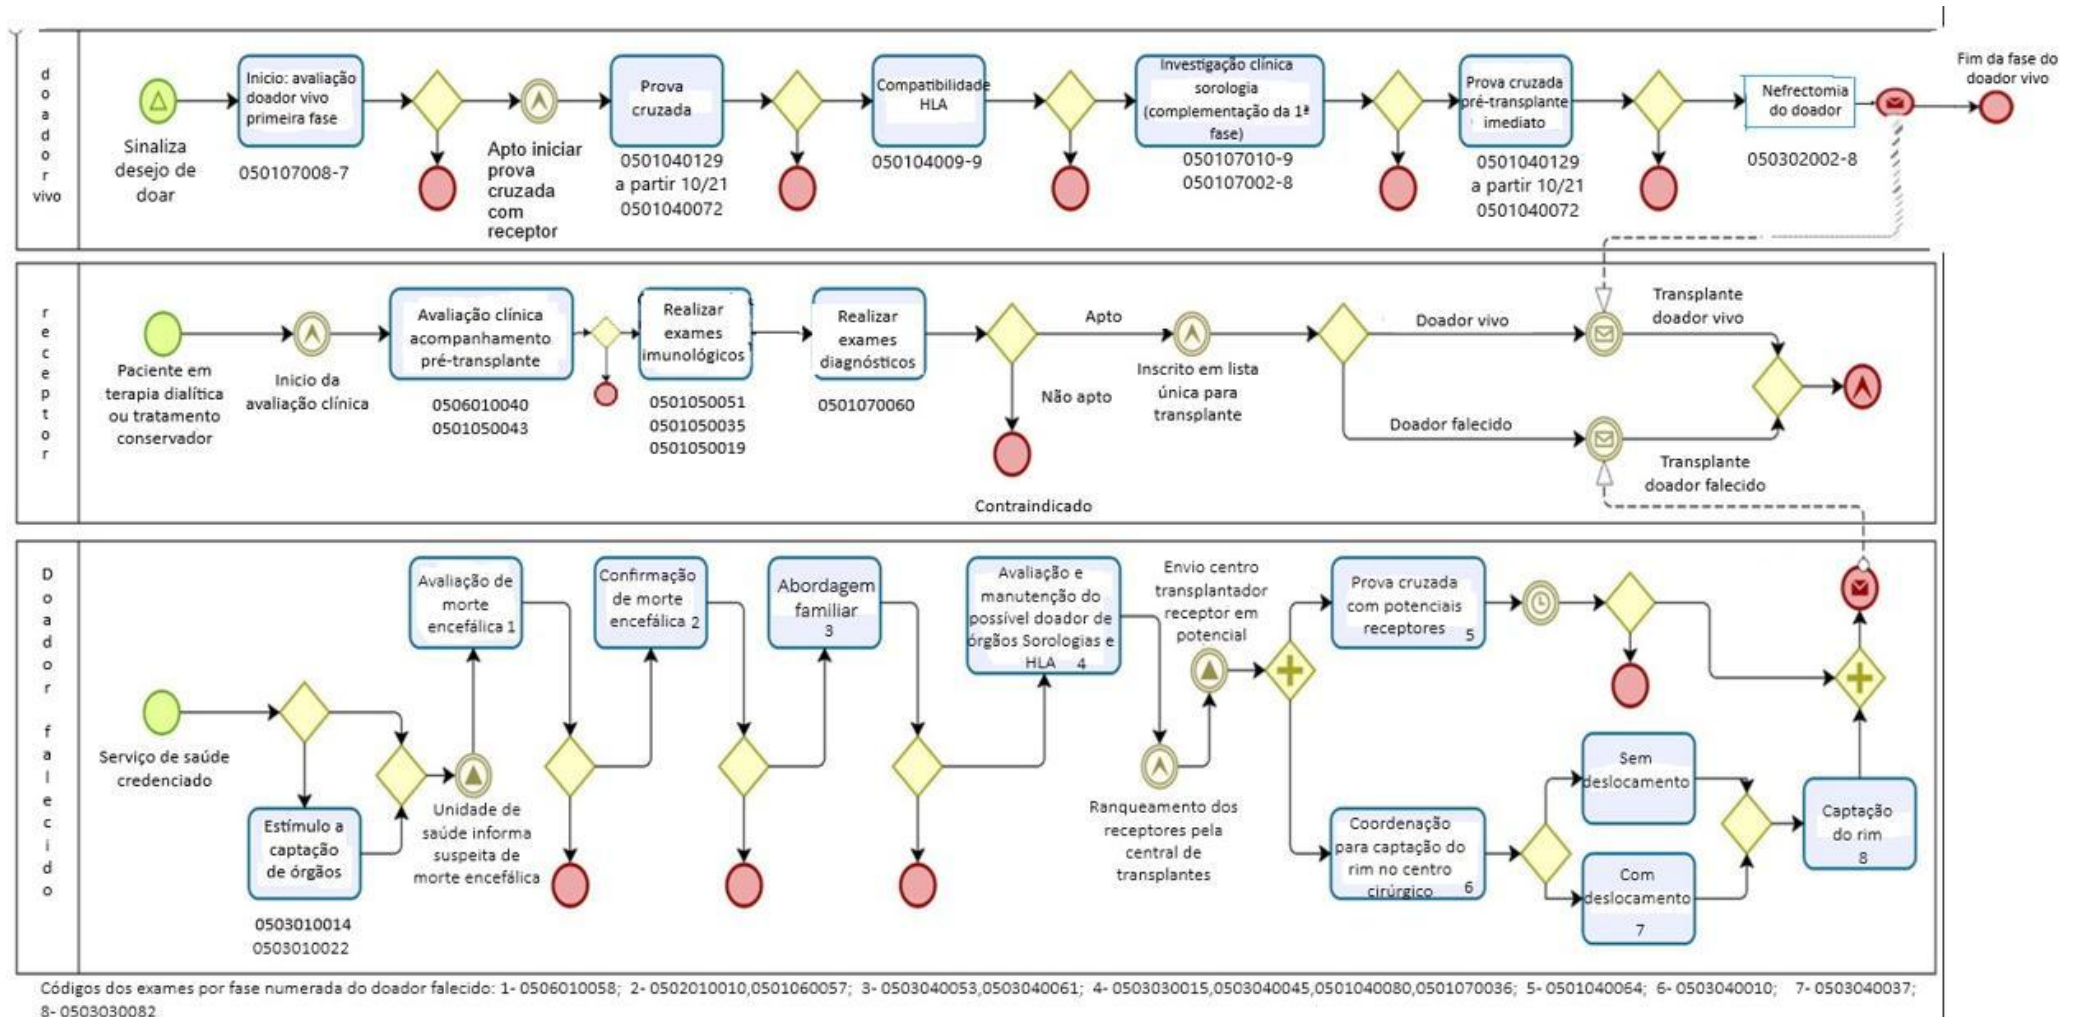 doador
vivo
Sinaliza
desejo de
doar
Inicio: avaliação
doador vivo
primeira fase
050107008-7
Apto iniciar
prova
cruzada
com
receptor
Prova
cruzada
0501040129
a partir 10/21
0501040072
Compatibilidade
HLA
050104009-9
Investigação clínica
sorologia
(complementação da 1ª
fase)
050107010-9
050107002-8
Prova cruzada
pré-transplante
imediato
0501040129
a partir 10/21
0501040072
Nefrectomia
do doador
050302002-8
Fim da fase do
doador vivo
receptor
Paciente em
terapia dialítica
ou tratamento
conservador
Inicio da
avaliação clínica
Avaliação clínica
acompanhamento
pré-transplante
0506010040
0501050043
Realizar
exames
imunológicos
0501050051
0501050035
0501050019
Realizar
exames
diagnósticos
0501070060
Apto
Não apto
Contraindicado
Inscrito em lista
única para
transplante
Doador vivo
Doador falecido
Transplante
doador vivo
Transplante
doador falecido
Doador falecido
Serviço de saúde
credenciado
Estímulo a
captação
de órgãos
0503010014
0503010022
Unidade de
saúde informa
suspeita de
morte encefálica
Avaliação de
morte
encefálica 1
Confirmação
de morte
encefálica 2
Abordagem
familiar
3
Avaliação e
manutenção do
possível doador de
órgãos Sorologias e
HLA 4
Ranqueamento dos
receptores pela
central de
transplantes
Envio centro
transplantador
receptor em
potencial
Prova cruzada
com potenciais
receptores 5
Coordenação
para captação do
rim no centro
cirúrgico 6
Sem
deslocamento
Com
deslocamento
7
Captação
do rim
8
Códigos dos exames por fase numerada do doador falecido: 1- 0506010058; 2- 0502010010,0501060057; 3- 0503040053,0503040061; 4- 0503030015,0503040045,0501040080,0501070036; 5- 0501040064; 6- 0503040010; 7- 0503040037;
8- 0503030082